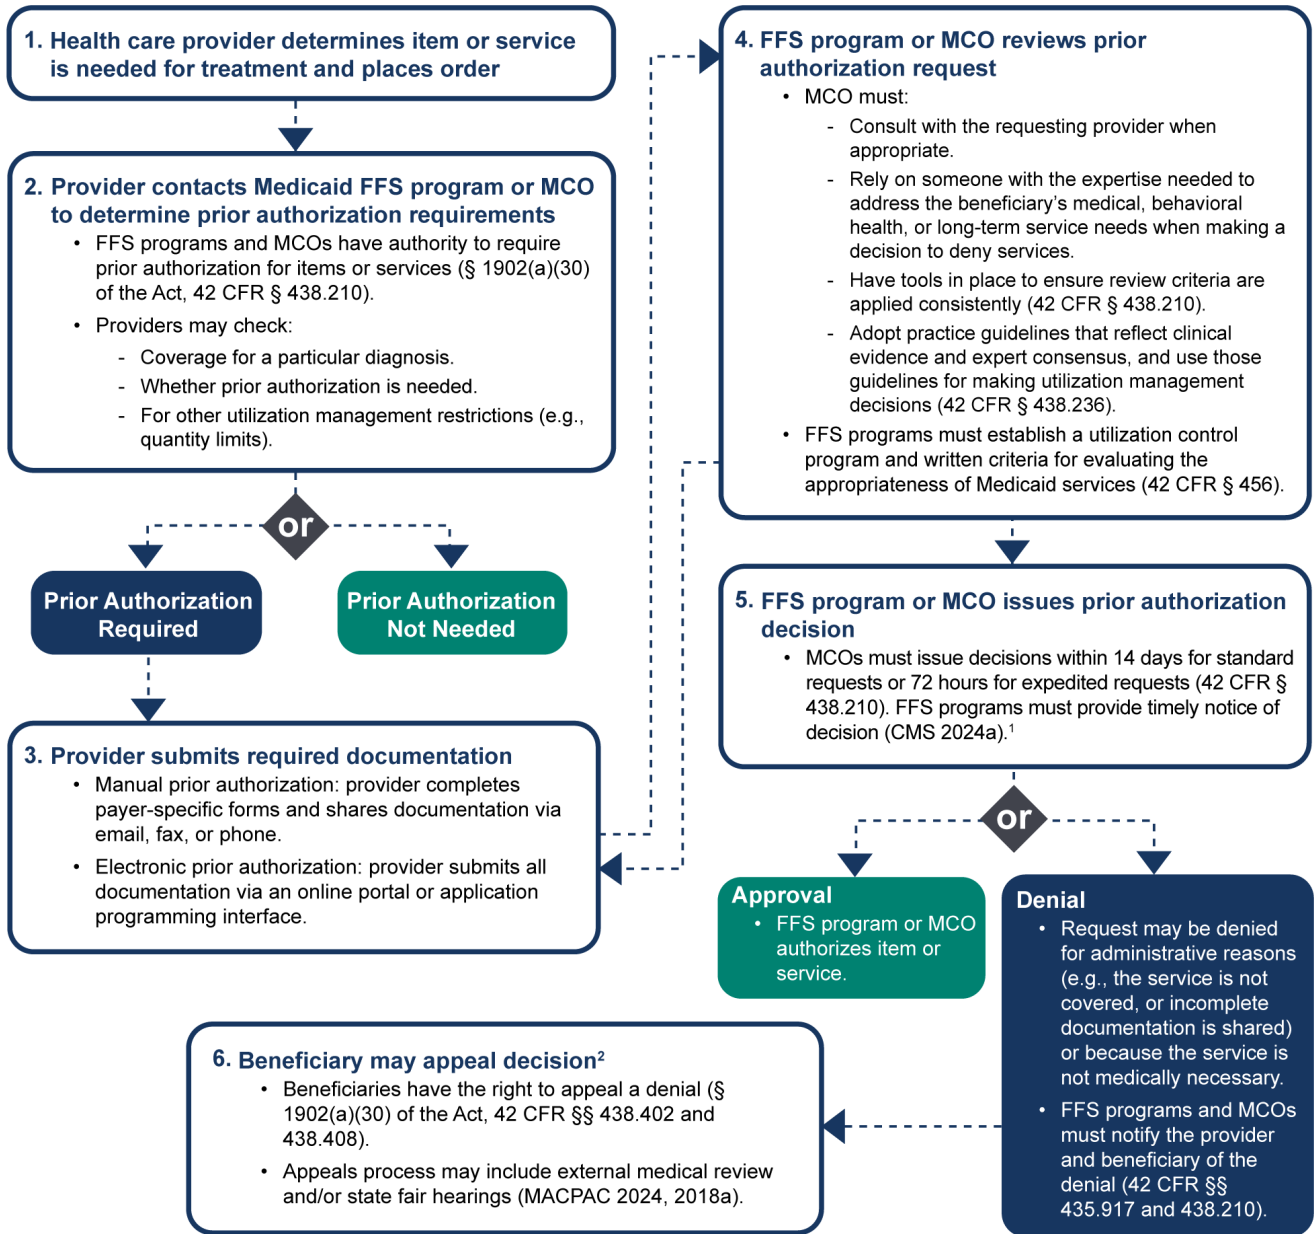 1. Health care provider determines item or service
is needed for treatment and places order
2. Provider contacts Medicaid FFS program or MCO
to determine prior authorization requirements
• FFS programs and MCOs have authority to require
prior authorization for items or services (§ 1902(a)(30)
of the Act, 42 CFR § 438.210).
• Providers may check:
- Coverage for a particular diagnosis.
- Whether prior authorization is needed.
- For other utilization management restrictions (e.g.,
quantity limits).
or
Prior Authorization
Required
Prior Authorization
Not Needed
3. Provider submits required documentation
• Manual prior authorization: provider completes
payer-specific forms and shares documentation via
email, fax, or phone.
• Electronic prior authorization: provider submits all
documentation via an online portal or application
programming interface.
4. FFS program or MCO reviews prior
authorization request
• MCO must:
- Consult with the requesting provider when
appropriate.
- Rely on someone with the expertise needed to
address the beneficiary’s medical, behavioral
health, or long-term service needs when making a
decision to deny services.
- Have tools in place to ensure review criteria are
applied consistently (42 CFR § 438.210).
- Adopt practice guidelines that reflect clinical
evidence and expert consensus, and use those
guidelines for making utilization management
decisions (42 CFR § 438.236).
• FFS programs must establish a utilization control
program and written criteria for evaluating the
appropriateness of Medicaid services (42 CFR § 456).
5. FFS program or MCO issues prior authorization
decision
• MCOs must issue decisions within 14 days for standard
requests or 72 hours for expedited requests (42 CFR §
438.210). FFS programs must provide timely notice of
decision (CMS 2024a).¹
or
Approval
• FFS program or MCO
authorizes item or
service.
Denial
• Request may be denied
for administrative reasons
(e.g., the service is not
covered, or incomplete
documentation is shared)
or because the service is
not medically necessary.
• FFS programs and MCOs
must notify the provider
and beneficiary of the
denial (42 CFR §§
435.917 and 438.210).
6. Beneficiary may appeal decision²
• Beneficiaries have the right to appeal a denial (§
1902(a)(30) of the Act, 42 CFR §§ 438.402 and
438.408).
• Appeals process may include external medical review
and/or state fair hearings (MACPAC 2024, 2018a).